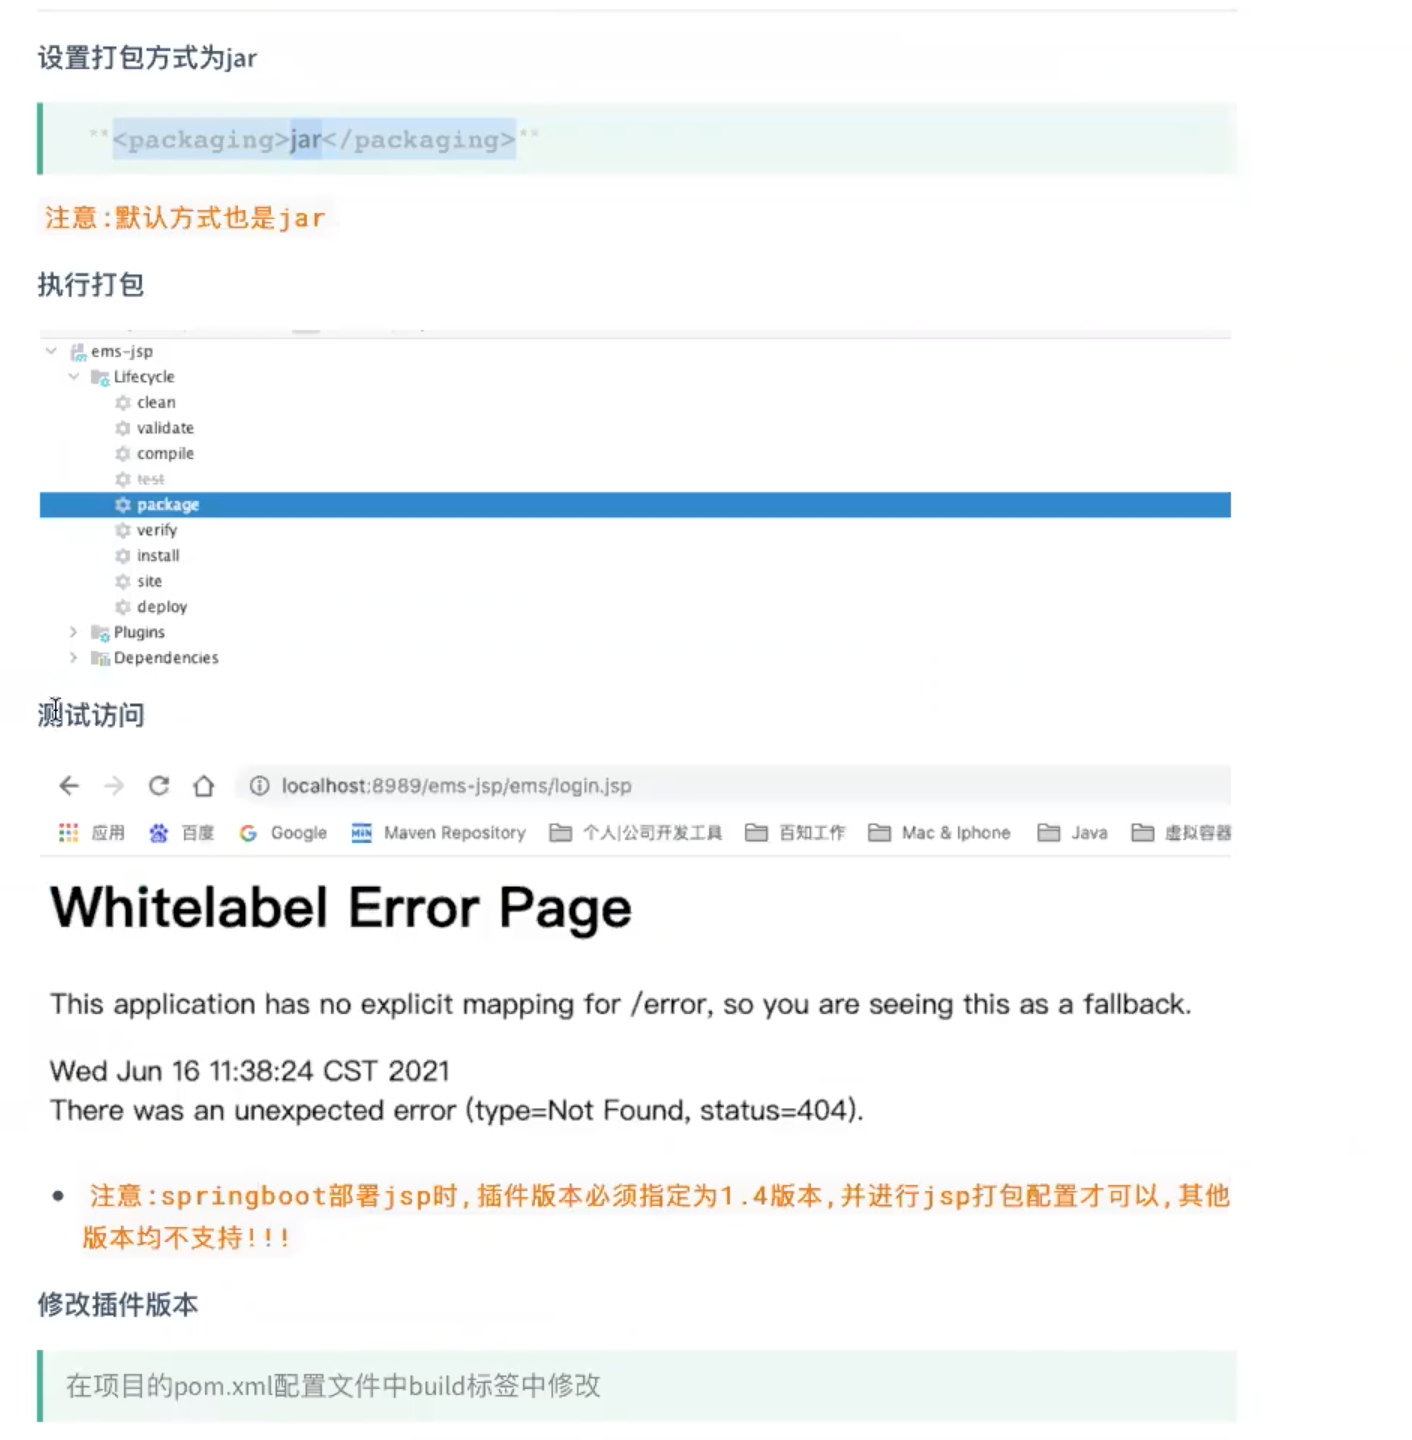 设置打包方式为jar
**<packaging>jar</packaging>**
注意:默认方式也是jar
执行打包
ems-jsp
Lifecycle
clean
validate
compile
test
package
verify
install
site
deploy
Plugins
Dependencies
测试访问
localhost:8989/ems-jsp/ems/login.jsp
应用 百度 Google Maven Repository 个人|公司开发工具 百知工作 Mac & Iphone Java 虚拟容器
Whitelabel Error Page
This application has no explicit mapping for /error, so you are seeing this as a fallback.
Wed Jun 16 11:38:24 CST 2021
There was an unexpected error (type=Not Found, status=404).
注意:springboot部署jsp时,插件版本必须指定为1.4版本,并进行jsp打包配置才可以,其他
版本均不支持!!!
修改插件版本
在项目的pom.xml配置文件中build标签中修改